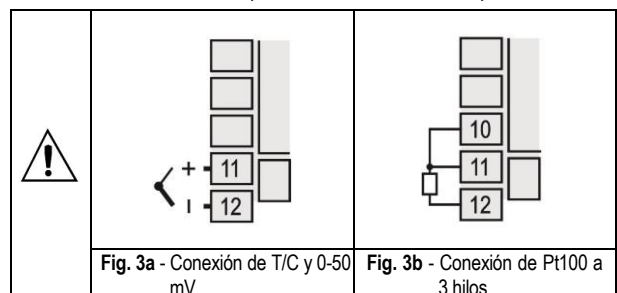 10
+ 11
11
– 12
12
Fig. 3a - Conexión de T/C y 0-50
mV
Fig. 3b - Conexión de Pt100 a
3 hilos